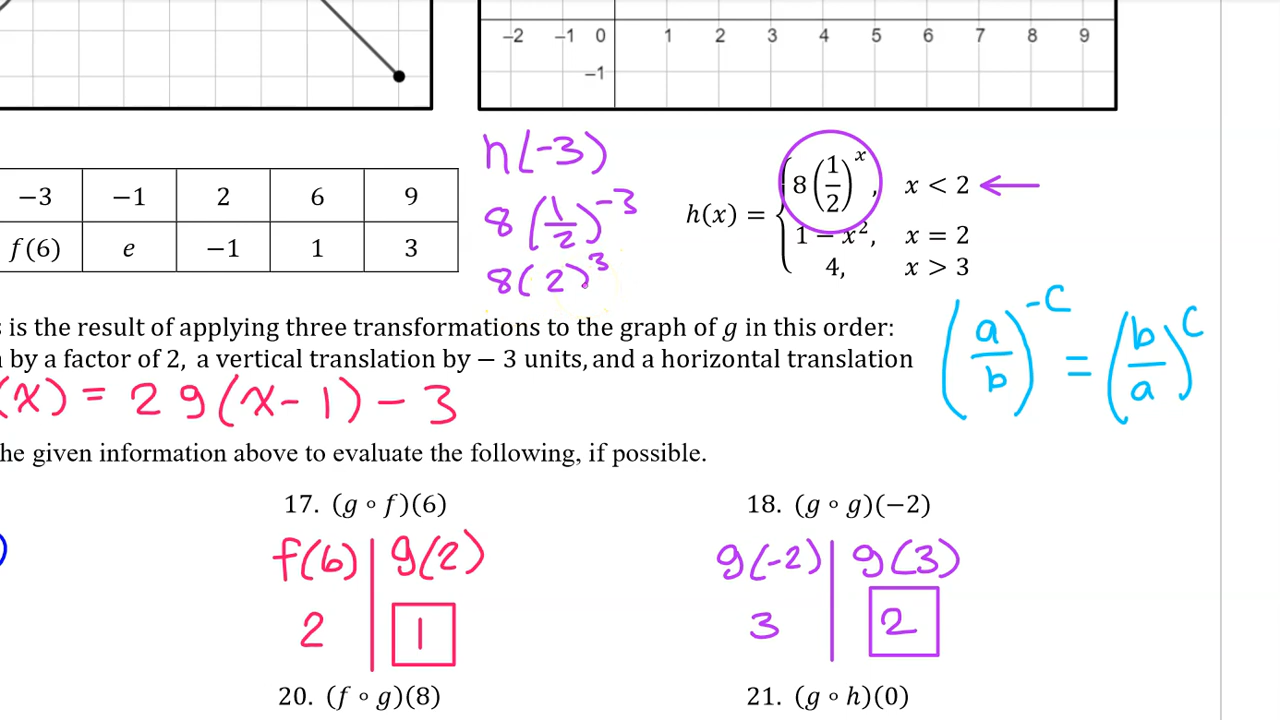 −2 −1 0 1 2 3 4 5 6 7 8 9
−1
h(-3)
8(1/2)^-3
8(2)^3
h(x) = { 8(1/2)^x, x < 2
1 − x², x = 2
4, x > 3
−3 −1 2 6 9
f(6) e −1 1 3
s is the result of applying three transformations to the graph of g in this order:
n by a factor of 2, a vertical translation by − 3 units, and a horizontal translation
(x) = 2g(x-1) - 3
(a/b)^-c = (b/a)^c
he given information above to evaluate the following, if possible.
17. (g ∘ f)(6)
f(6) | g(2)
2 | 1
18. (g ∘ g)(−2)
g(-2) | g(3)
3 | 2
)
20. (f ∘ g)(8)
21. (g ∘ h)(0)